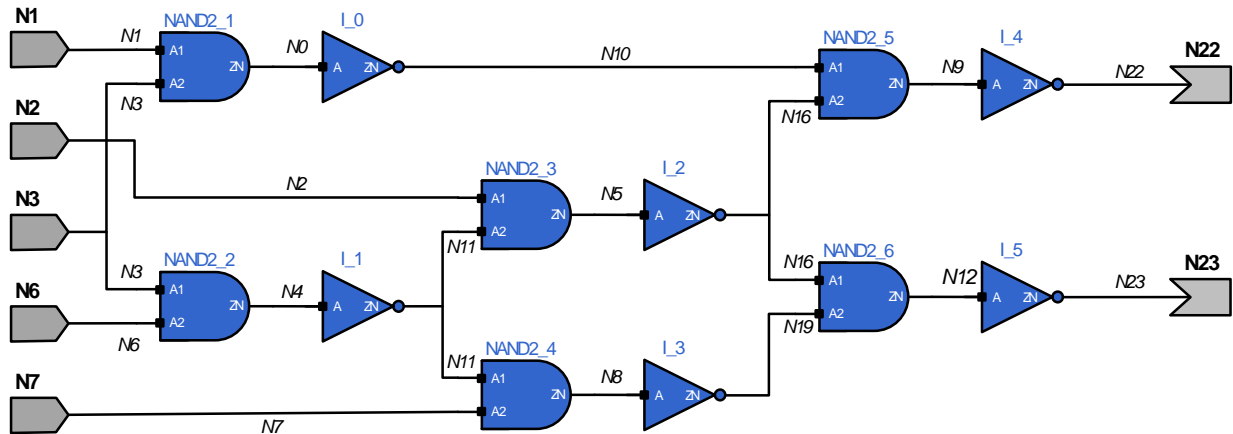 N1
N1
NAND2_1
A1
A2
ZN
N0
I_0
A
ZN
N10
NAND2_5
A1
A2
ZN
N9
I_4
A
ZN
N22
N22
N3
N16
N2
N2
NAND2_3
A1
A2
ZN
N5
I_2
A
ZN
N11
N3
N3
NAND2_2
A1
A2
ZN
N4
I_1
A
ZN
N16
NAND2_6
A1
A2
ZN
N12
I_5
A
ZN
N23
N23
N19
N6
N6
N11
NAND2_4
A1
A2
ZN
N8
I_3
A
ZN
N7
N7